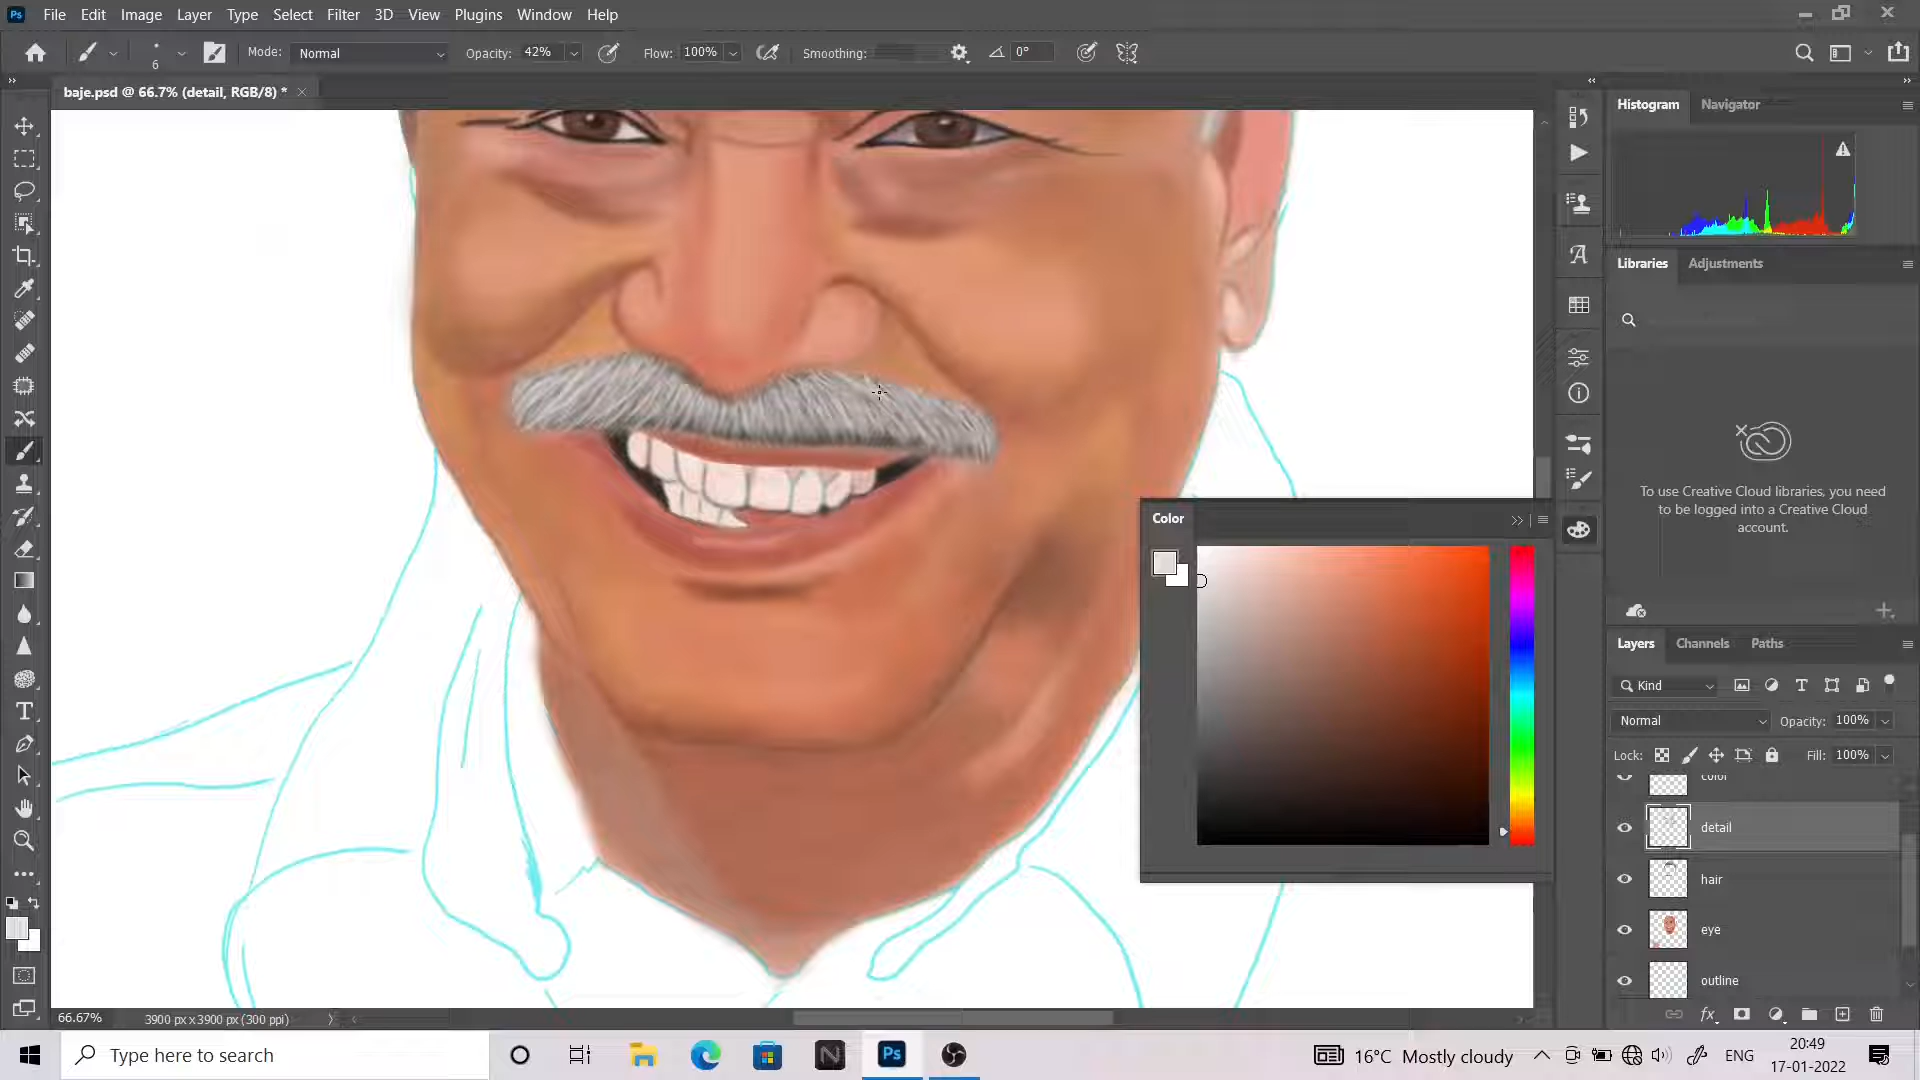 Ps File Edit Image Layer Type Select Filter 3D View Plugins Window Help
6 Mode: Normal Opacity: 42% Flow: 100% Smoothing: 0°
baje.psd @ 66.7% (detail, RGB/8) *
Histogram Navigator
Libraries Adjustments
To use Creative Cloud libraries, you need
to be logged into a Creative Cloud
account.
Color
Layers Channels Paths
Kind
Normal Opacity: 100%
Lock: Fill: 100%
color
detail
hair
eye
outline
66.67% 3900 px x 3900 px (300 ppi)
Type here to search
Ps
16°C Mostly cloudy ENG
20:49
17-01-2022